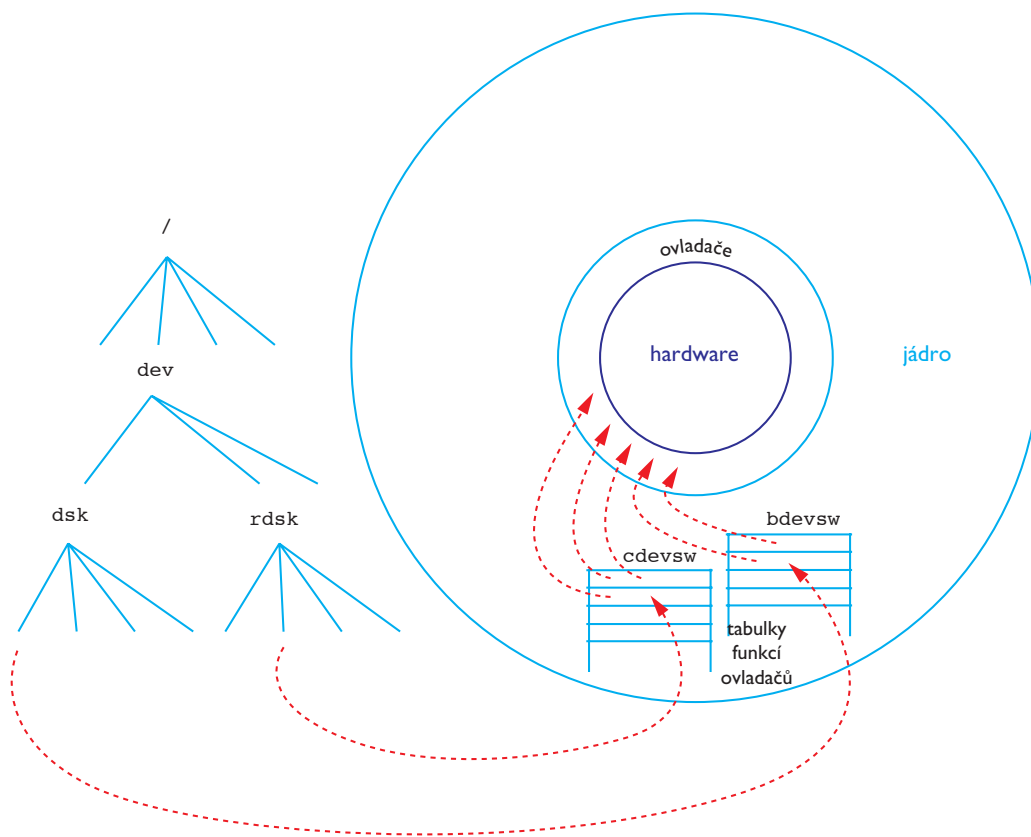 /
dev
dsk
rdsk
ovladače
hardware
jádro
bdevsw
cdevsw
tabulky
funkcí
ovladačů